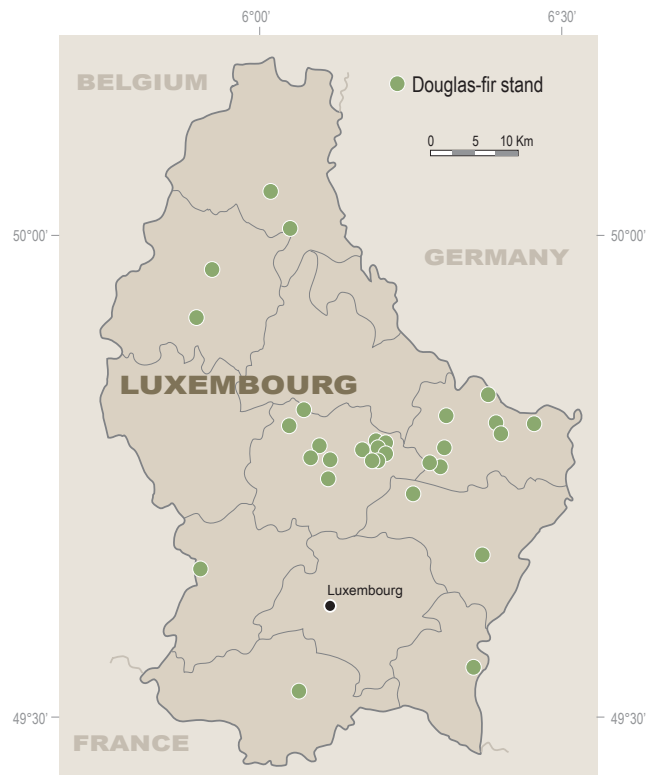 6°00’ 6°30’
BELGIUM
Douglas-fir stand
0 5 10 Km
50°00’ 50°00’
GERMANY
LUXEMBOURG
Luxembourg
49°30’ 49°30’
FRANCE